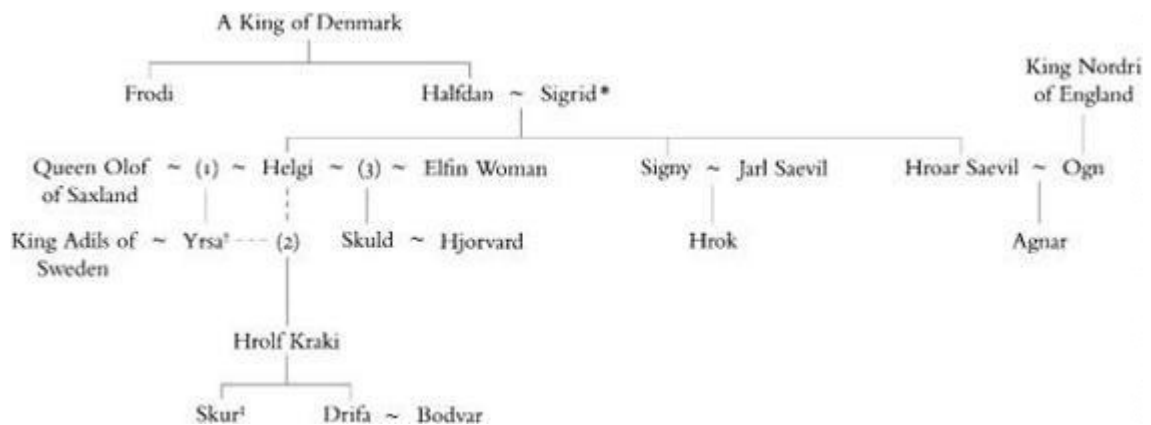 A King of Denmark
King Nordri
of England
Frodi Halfdan ~ Sigrid*
Queen Olof ~ (1) ~ Helgi ~ (3) ~ Elfin Woman Signy ~ Jarl Saevil Hroar Saevil ~ Ogn
of Saxland
King Adils of ~ Yrsa† (2) Skuld ~ Hjorvard Hrok Agnar
Sweden
Hrolf Kraki
Skur‡ Drifa ~ Bodvar